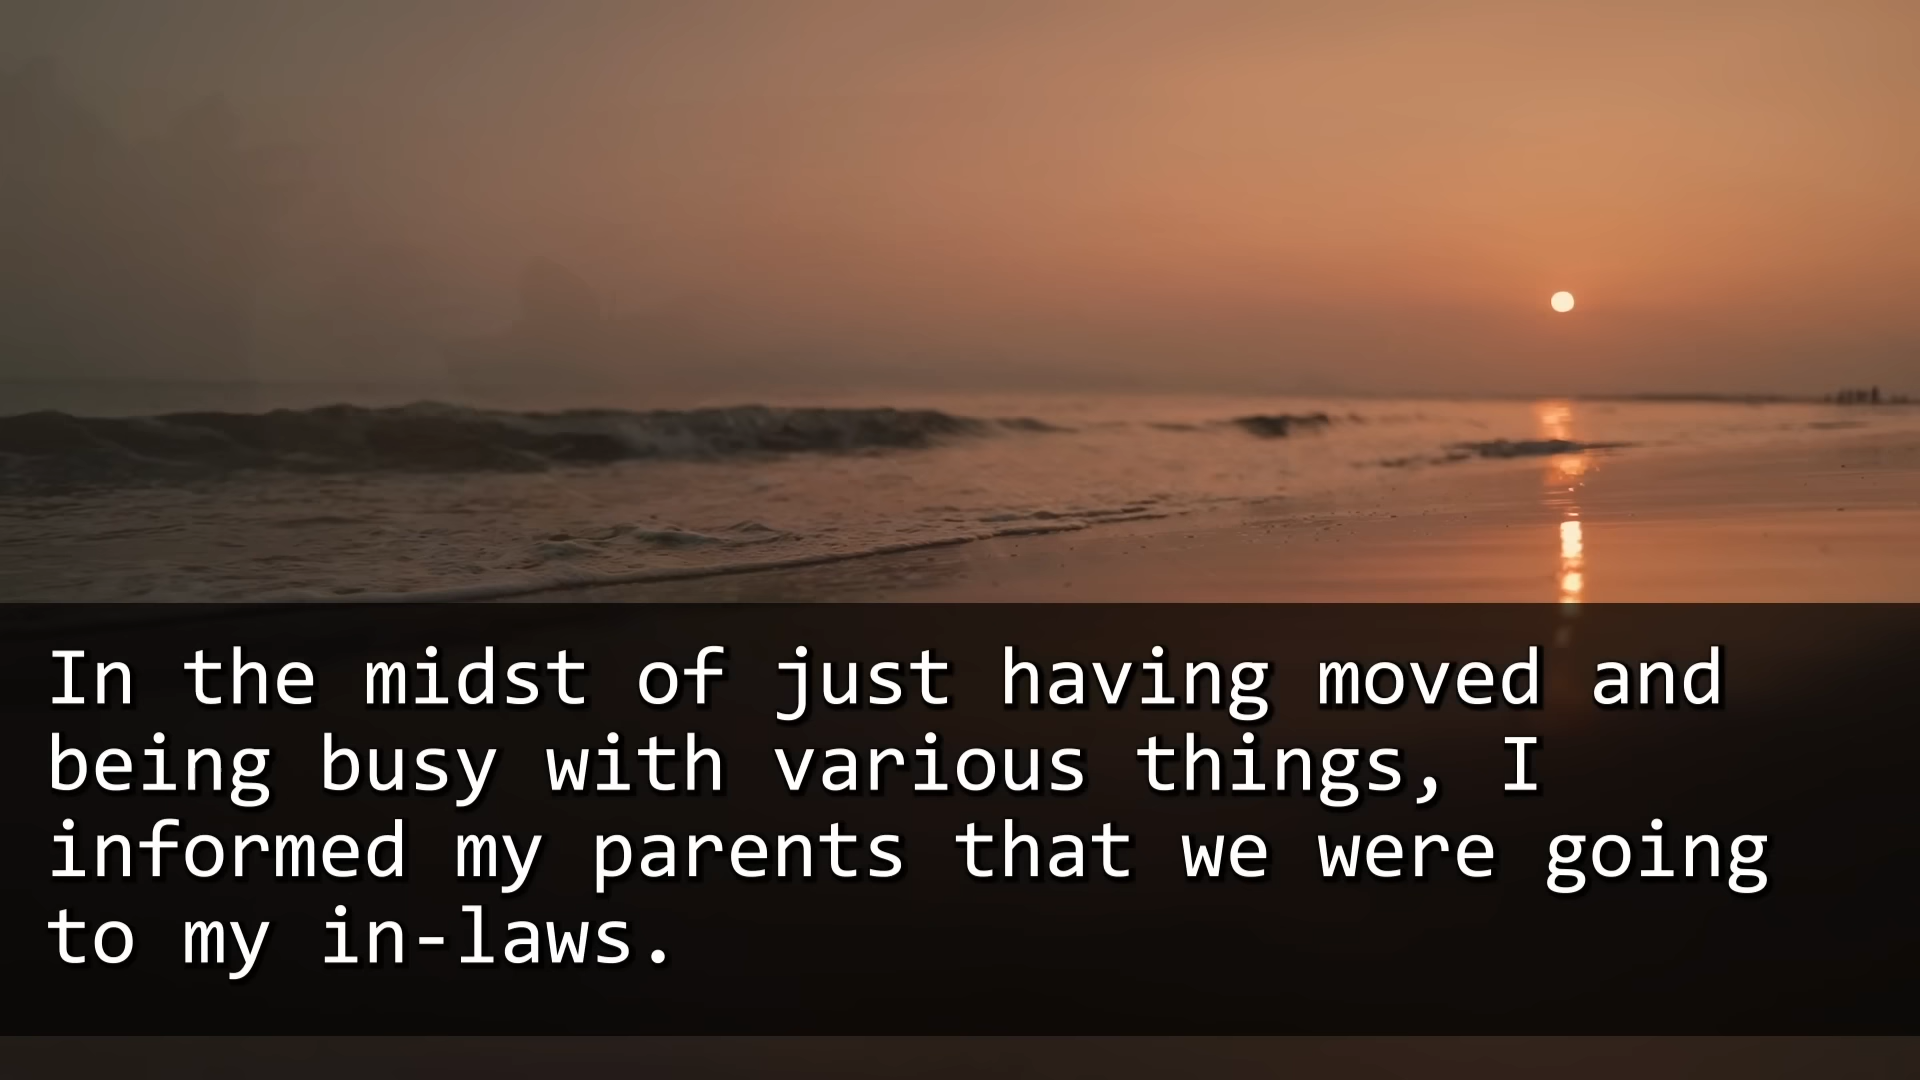 In the midst of just having moved and
being busy with various things, I
informed my parents that we were going
to my in-laws.